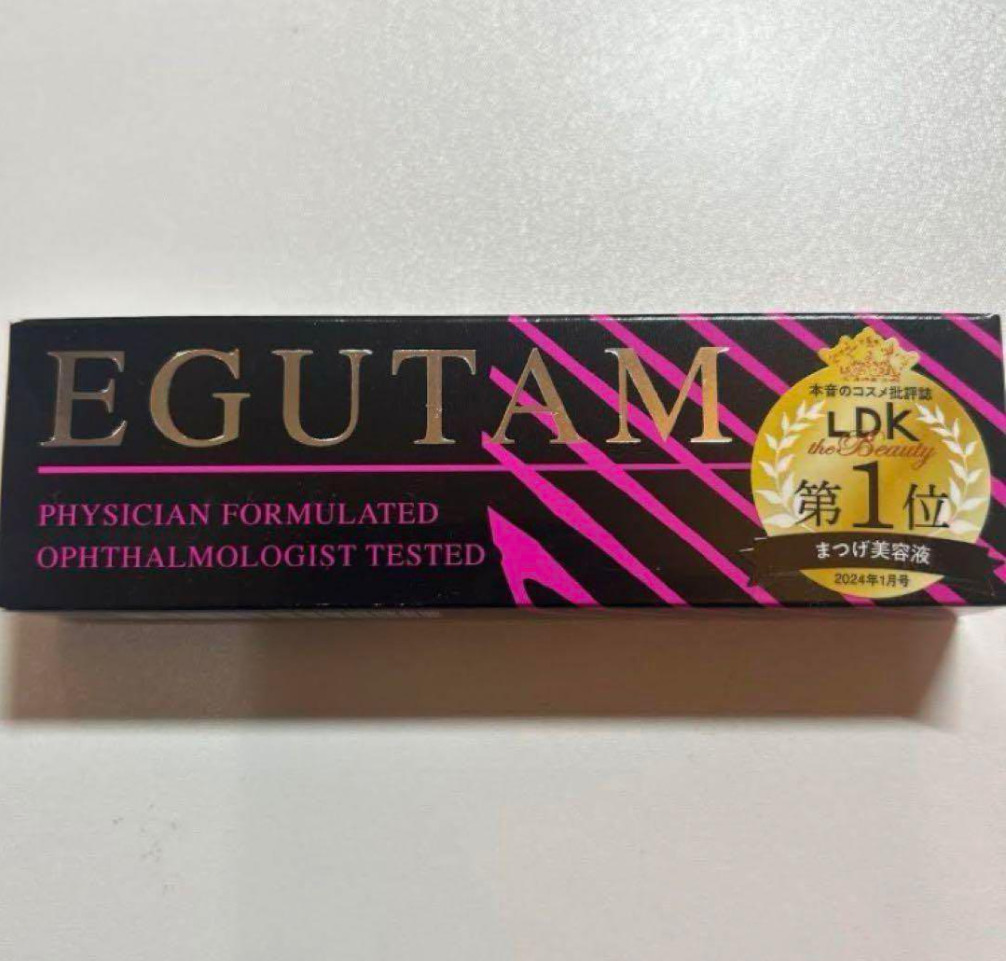 EGUTAM
PHYSICIAN FORMULATED
OPHTHALMOLOGIST TESTED
本音のコスメ批評誌
LDK
the Beauty
第1位
まつげ美容液
2024年1月号